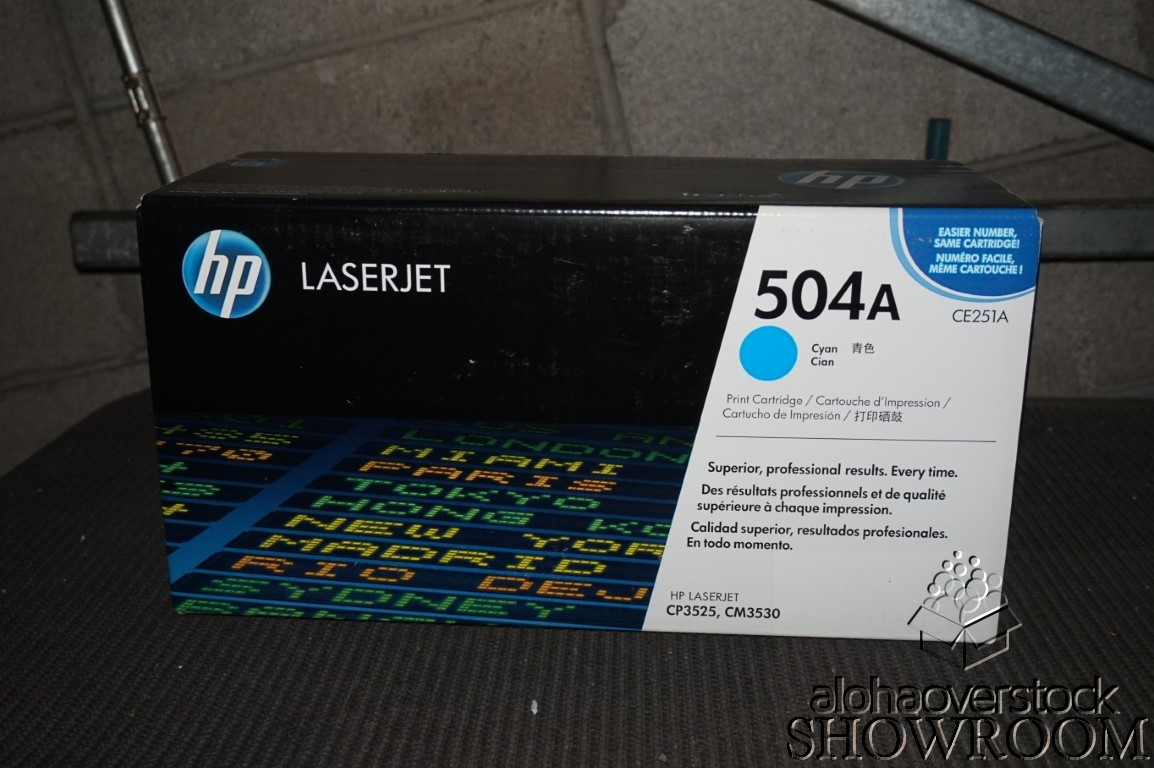 hp
hp
LASERJET
EASIER NUMBER,
SAME CARTRIDGE!
NUMÉRO FACILE,
MÊME CARTOUCHE !
504A
CE251A
Cyan 青色
Cian
Print Cartridge / Cartouche d'Impression /
Cartucho de Impresión / 打印硒鼓
Superior, professional results. Every time.
Des résultats professionnels et de qualité
supérieure à chaque impression.
Calidad superior, resultados profesionales.
En todo momento.
HP LASERJET
CP3525, CM3530
LONDON
MIAMI
PARIS
TOKYO
HONG KO
NEW YOR
MADRID
RIO DEJ
SYDNEY
alohaoverstock
SHOWROOM